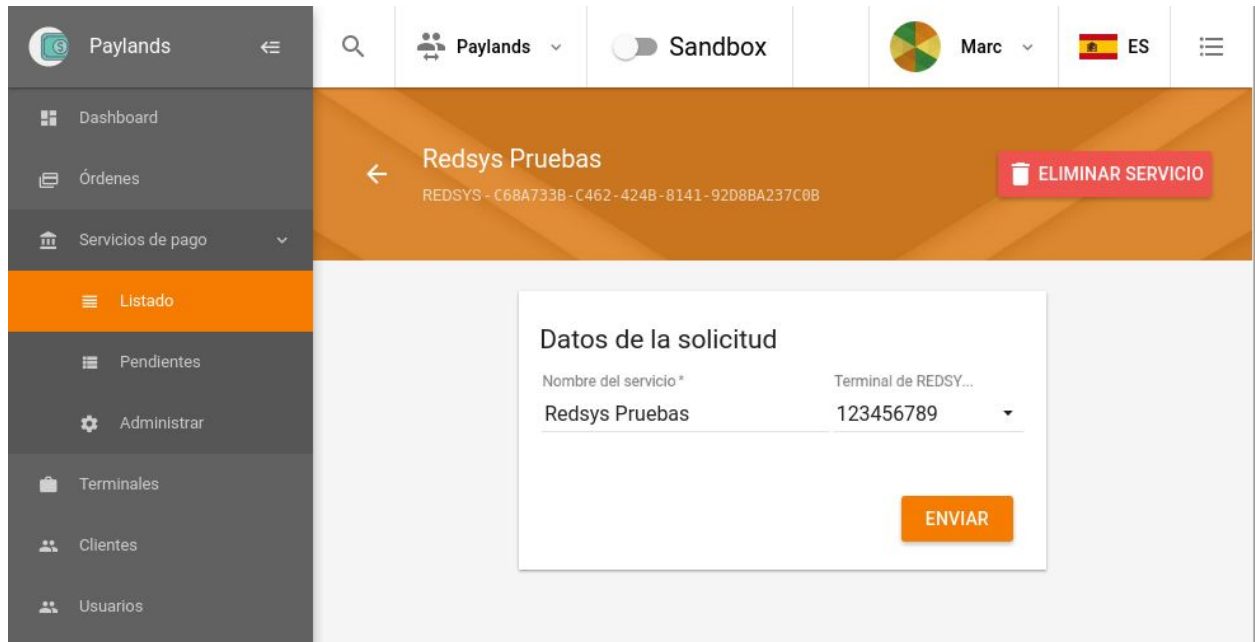 Paylands
Paylands
Sandbox
Marc
ES
Dashboard
Órdenes
Servicios de pago
Listado
Pendientes
Administrar
Terminales
Clientes
Usuarios
Redsys Pruebas
REDSYS - C68A733B-C462-424B-8141-92D8BA237C0B
ELIMINAR SERVICIO
Datos de la solicitud
Nombre del servicio *
Terminal de REDSY...
Redsys Pruebas
123456789
ENVIAR